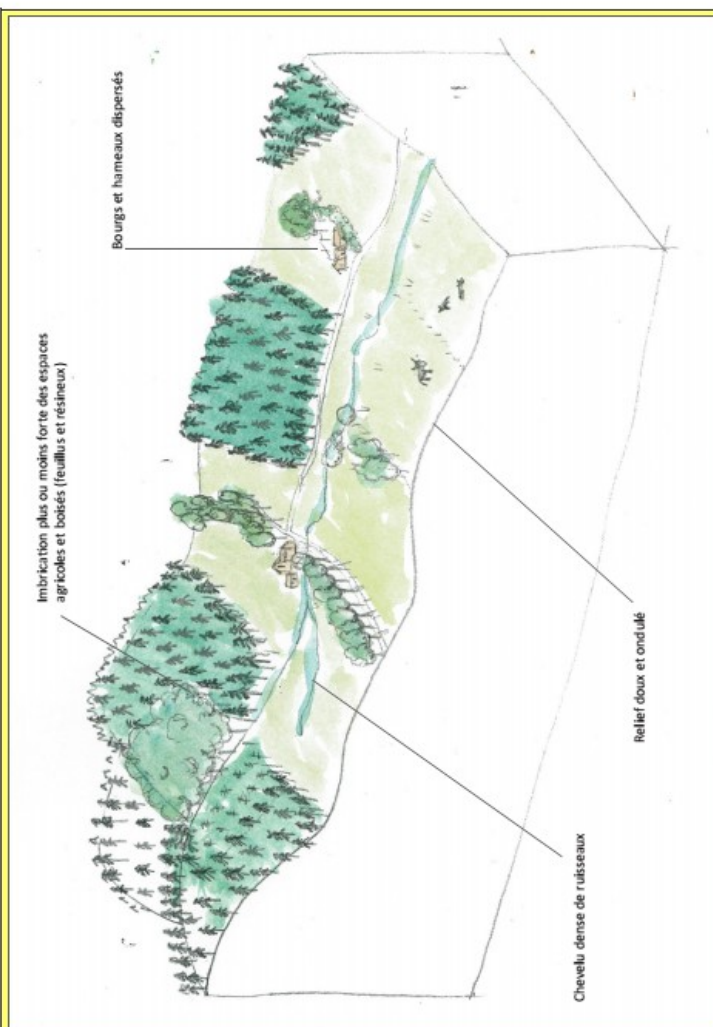 Imbrication plus ou moins forte des espaces
agricoles et boisés (feuillus et résineux)
Bourgs et hameaux dispersés
Chevelu dense de ruisseaux
Relief doux et ondulé